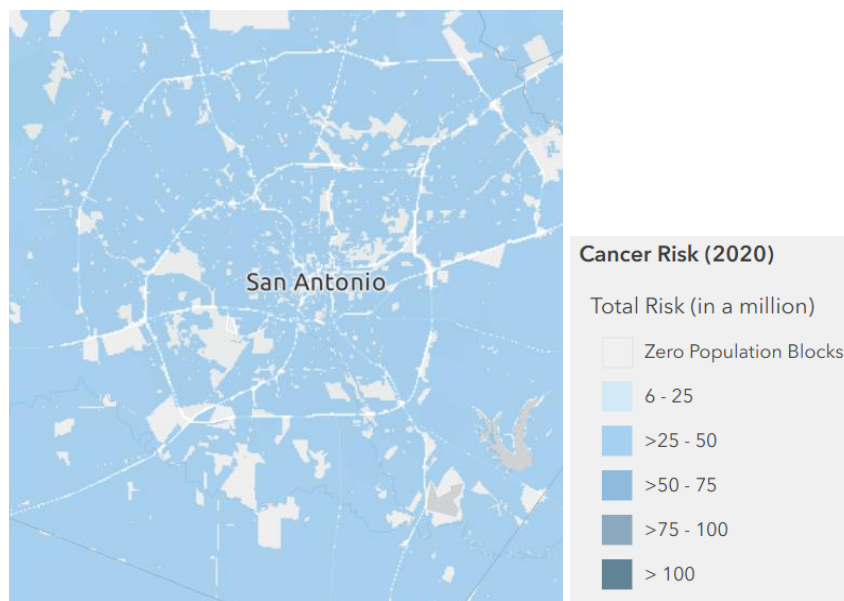 San Antonio
Cancer Risk (2020)
Total Risk (in a million)
Zero Population Blocks
6 - 25
>25 - 50
>50 - 75
>75 - 100
> 100